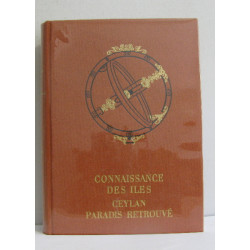 CONNAISSANCE
DES ILES
CEYLAN
PARADIS RETROUVÉ